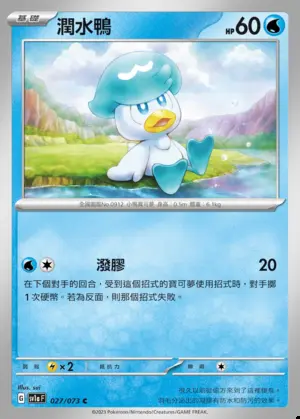 基礎 潤水鴨 HP 60
全國圖鑑No.0912 小鴨寶可夢 身高：0.5m 體重：6.1kg
潑膠 20
在下個對手的回合，受到這個招式的寶可夢使用招式時，對手擲
1次硬幣。若為反面，則那個招式失敗。
弱點 ×2 抵抗力 撤退
Illus.
G sv1a F 027/073 C
©2023 Pokémon/Nintendo/Creatures/GAME FREAK.